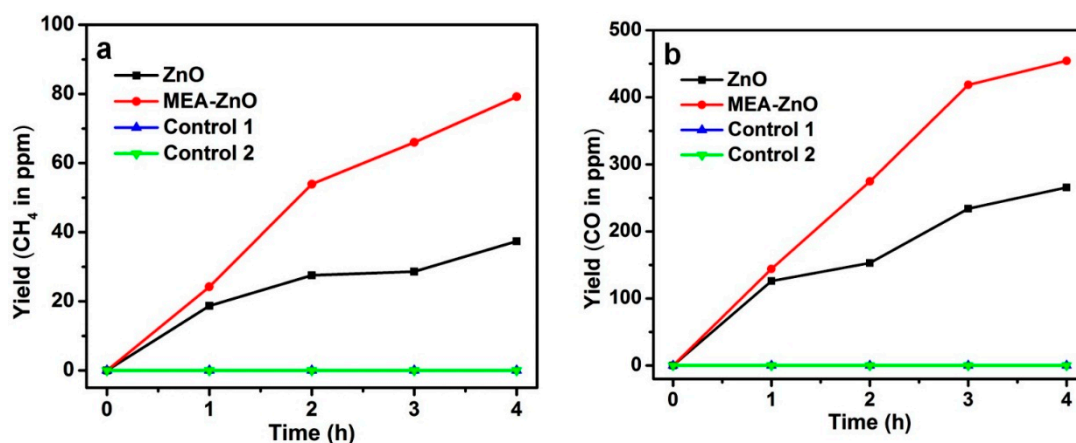 a
ZnO
MEA-ZnO
Control 1
Control 2
Yield (CH₄ in ppm)
100
80
60
40
20
0
0 1 2 3 4
Time (h)
b
ZnO
MEA-ZnO
Control 1
Control 2
Yield (CO in ppm)
500
450
300
200
100
0
0 1 2 3 4
Time (h)